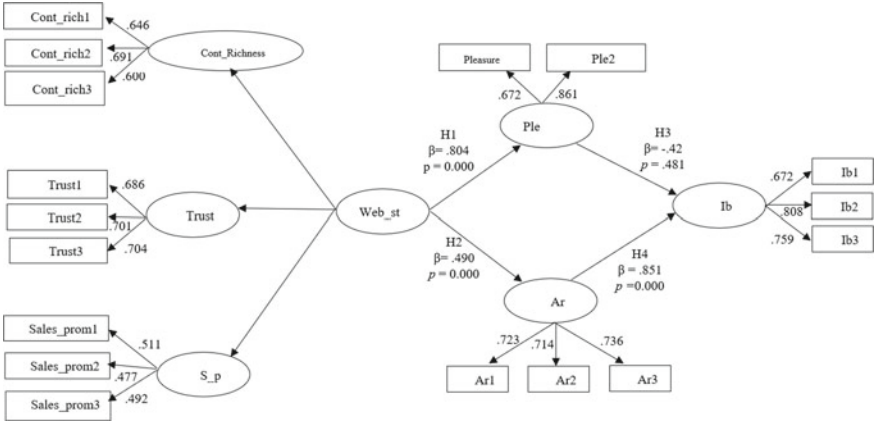 Cont_rich1
.646
Cont_rich2
.691
Cont_rich3
.600
Cont_Richness
Trust1
.686
Trust2
.701
Trust3
.704
Trust
Sales_prom1
.511
Sales_prom2
.477
Sales_prom3
.492
S_p
Web_st
H1
β= .804
p = 0.000
H2
β= .490
p = 0.000
Pleasure
Ple2
.672
.861
Ple
H3
β= -.42
p = .481
H4
β = .851
p =0.000
Ar
.723
.714
.736
Ar1
Ar2
Ar3
Ib
.672
Ib1
.808
Ib2
.759
Ib3